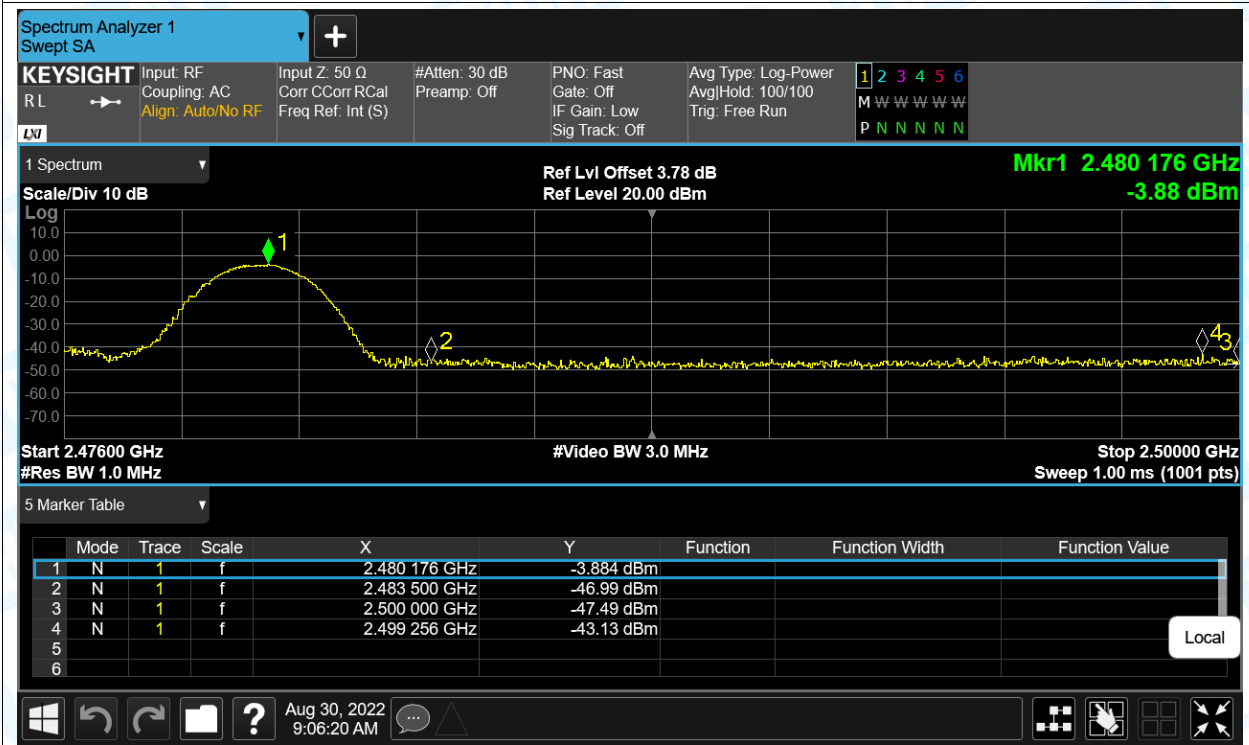 Spectrum Analyzer 1
Swept SA
KEYSIGHT
R L
LXI
Input: RF
Coupling: AC
Align: Auto/No RF
Input Z: 50 Ω
Corr CCorr RCal
Freq Ref: Int (S)
#Atten: 30 dB
Preamp: Off
PNO: Fast
Gate: Off
IF Gain: Low
Sig Track: Off
Avg Type: Log-Power
Avg|Hold: 100/100
Trig: Free Run
1 2 3 4 5 6
M W W W W W
P N N N N N
1 Spectrum
Scale/Div 10 dB
Ref Lvl Offset 3.78 dB
Ref Level 20.00 dBm
Mkr1 2.480 176 GHz
-3.88 dBm
Log
10.0
0.00
-10.0
-20.0
-30.0
-40.0
-50.0
-60.0
-70.0
1
2
4
3
Start 2.47600 GHz
#Video BW 3.0 MHz
Stop 2.50000 GHz
#Res BW 1.0 MHz
Sweep 1.00 ms (1001 pts)
5 Marker Table
Mode Trace Scale X Y Function Function Width Function Value
1 N 1 f 2.480 176 GHz -3.884 dBm
2 N 1 f 2.483 500 GHz -46.99 dBm
3 N 1 f 2.500 000 GHz -47.49 dBm
4 N 1 f 2.499 256 GHz -43.13 dBm
5
6
Local
?
Aug 30, 2022
9:06:20 AM